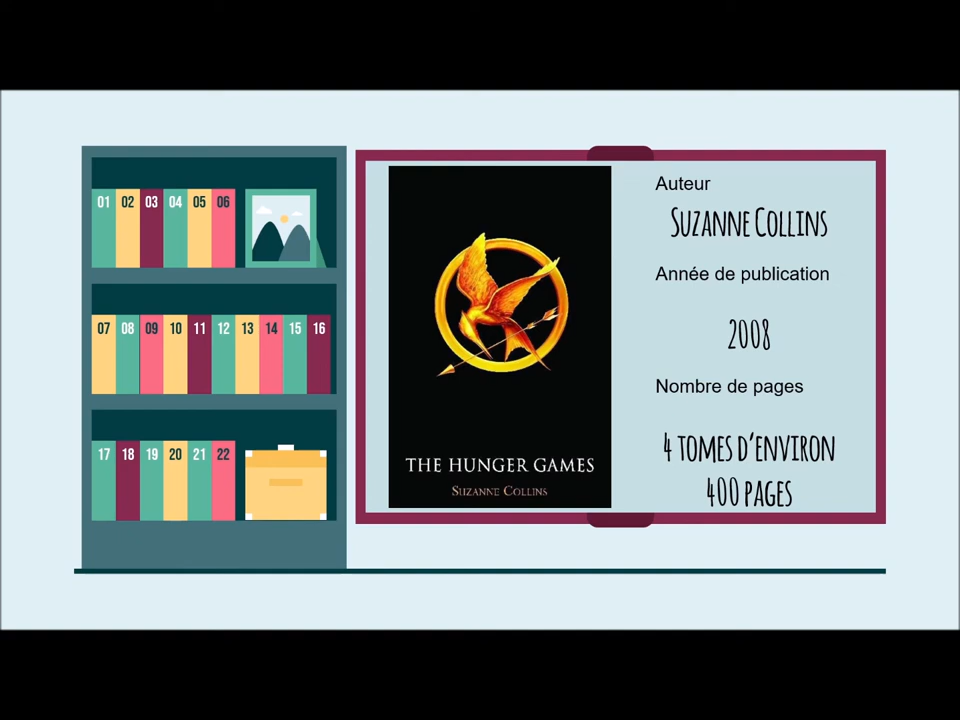 01 02 03 04 05 06
07 08 09 10 11 12 13 14 15 16
17 18 19 20 21 22
THE HUNGER GAMES
SUZANNE COLLINS
Auteur
SUZANNE COLLINS
Année de publication
2008
Nombre de pages
4 TOMES D'ENVIRON
400 PAGES